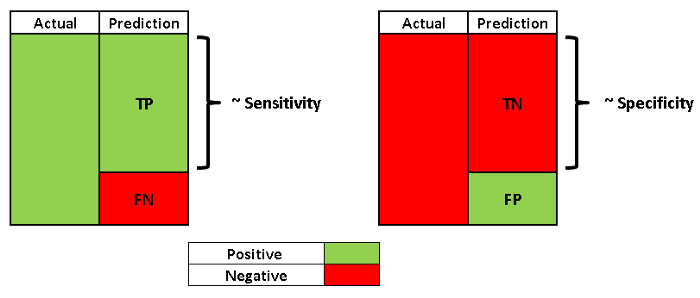 Actual Prediction Actual Prediction
TP ~ Sensitivity TN ~ Specificity
FN FP
Positive
Negative